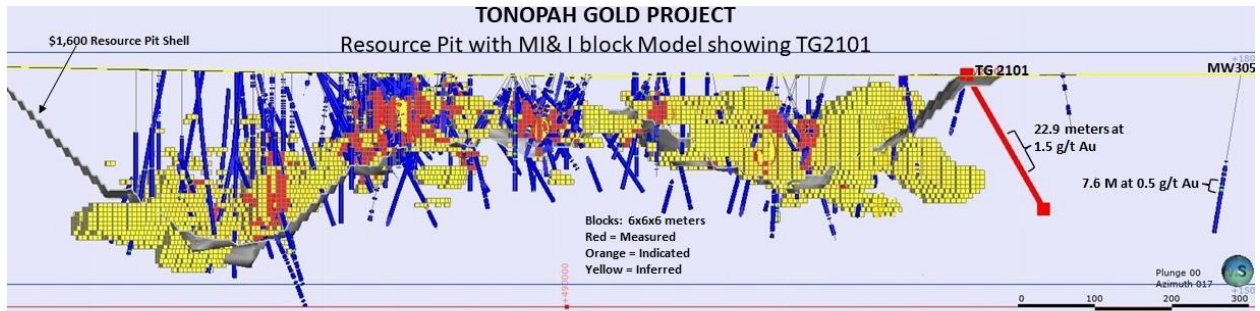 TONOPAH GOLD PROJECT
Resource Pit with MI& I block Model showing TG2101
$1,600 Resource Pit Shell
TG 2101
MW305
22.9 meters at
1.5 g/t Au
7.6 M at 0.5 g/t Au
Blocks: 6x6x6 meters
Red = Measured
Orange = Indicated
Yellow = Inferred
+490000
Plunge 00
Azimuth 017
S
0 100 200 300